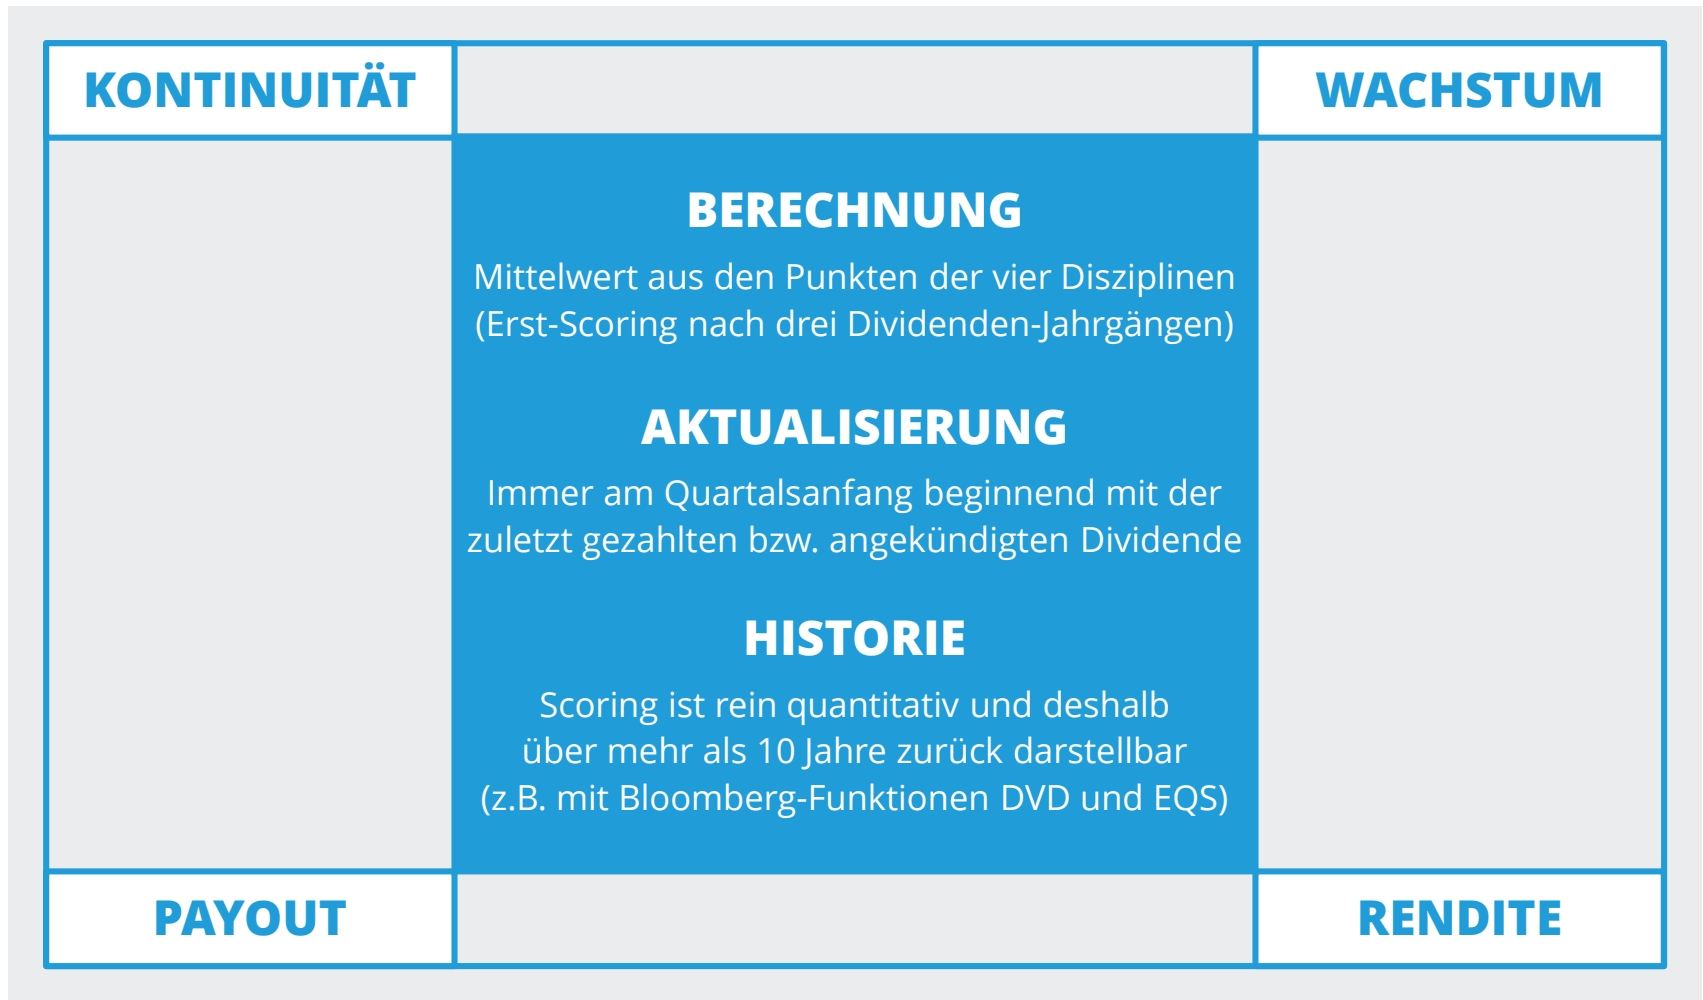 KONTINUITÄT
WACHSTUM
BERECHNUNG
Mittelwert aus den Punkten der vier Disziplinen
(Erst-Scoring nach drei Dividenden-Jahrgängen)
AKTUALISIERUNG
Immer am Quartalsanfang beginnend mit der
zuletzt gezahlten bzw. angekündigten Dividende
HISTORIE
Scoring ist rein quantitativ und deshalb
über mehr als 10 Jahre zurück darstellbar
(z.B. mit Bloomberg-Funktionen DVD und EQS)
PAYOUT
RENDITE